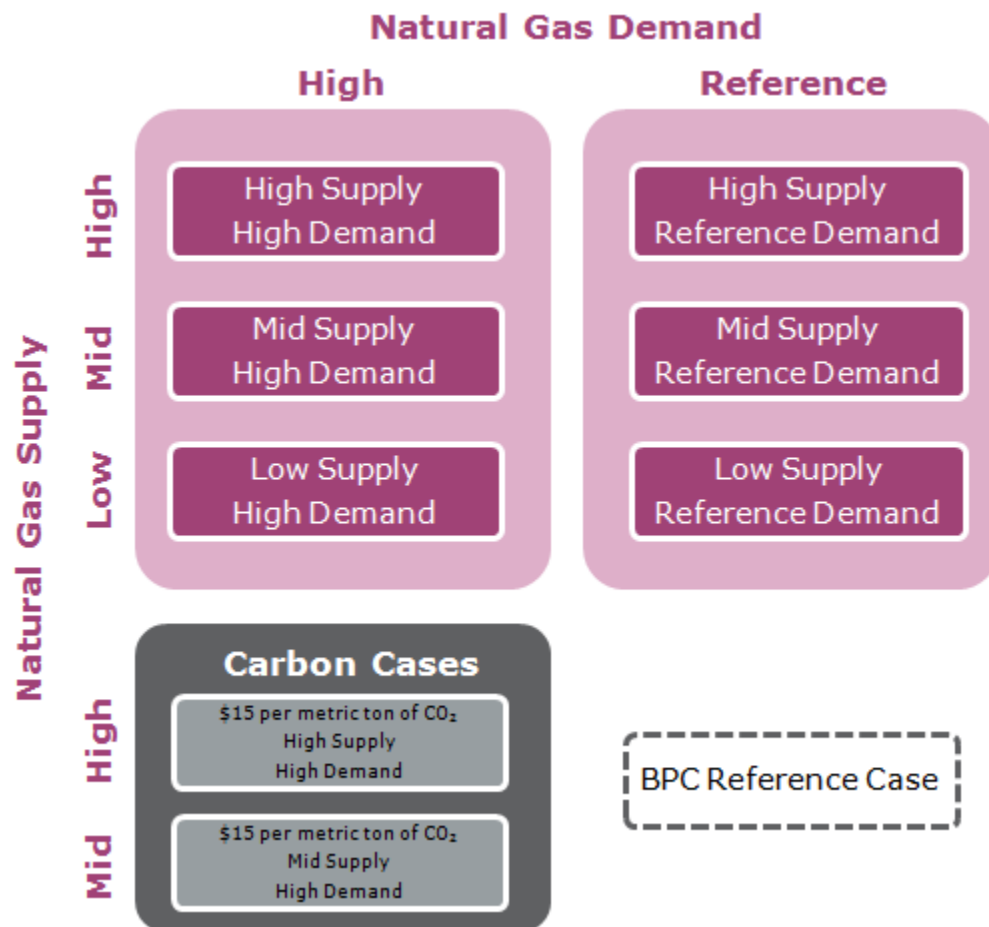 Natural Gas Demand
High
Reference
Natural Gas Supply
High
High Supply
High Demand
High Supply
Reference Demand
Mid
Mid Supply
High Demand
Mid Supply
Reference Demand
Low
Low Supply
High Demand
Low Supply
Reference Demand
Carbon Cases
High
$15 per metric ton of CO₂
High Supply
High Demand
Mid
$15 per metric ton of CO₂
Mid Supply
High Demand
BPC Reference Case